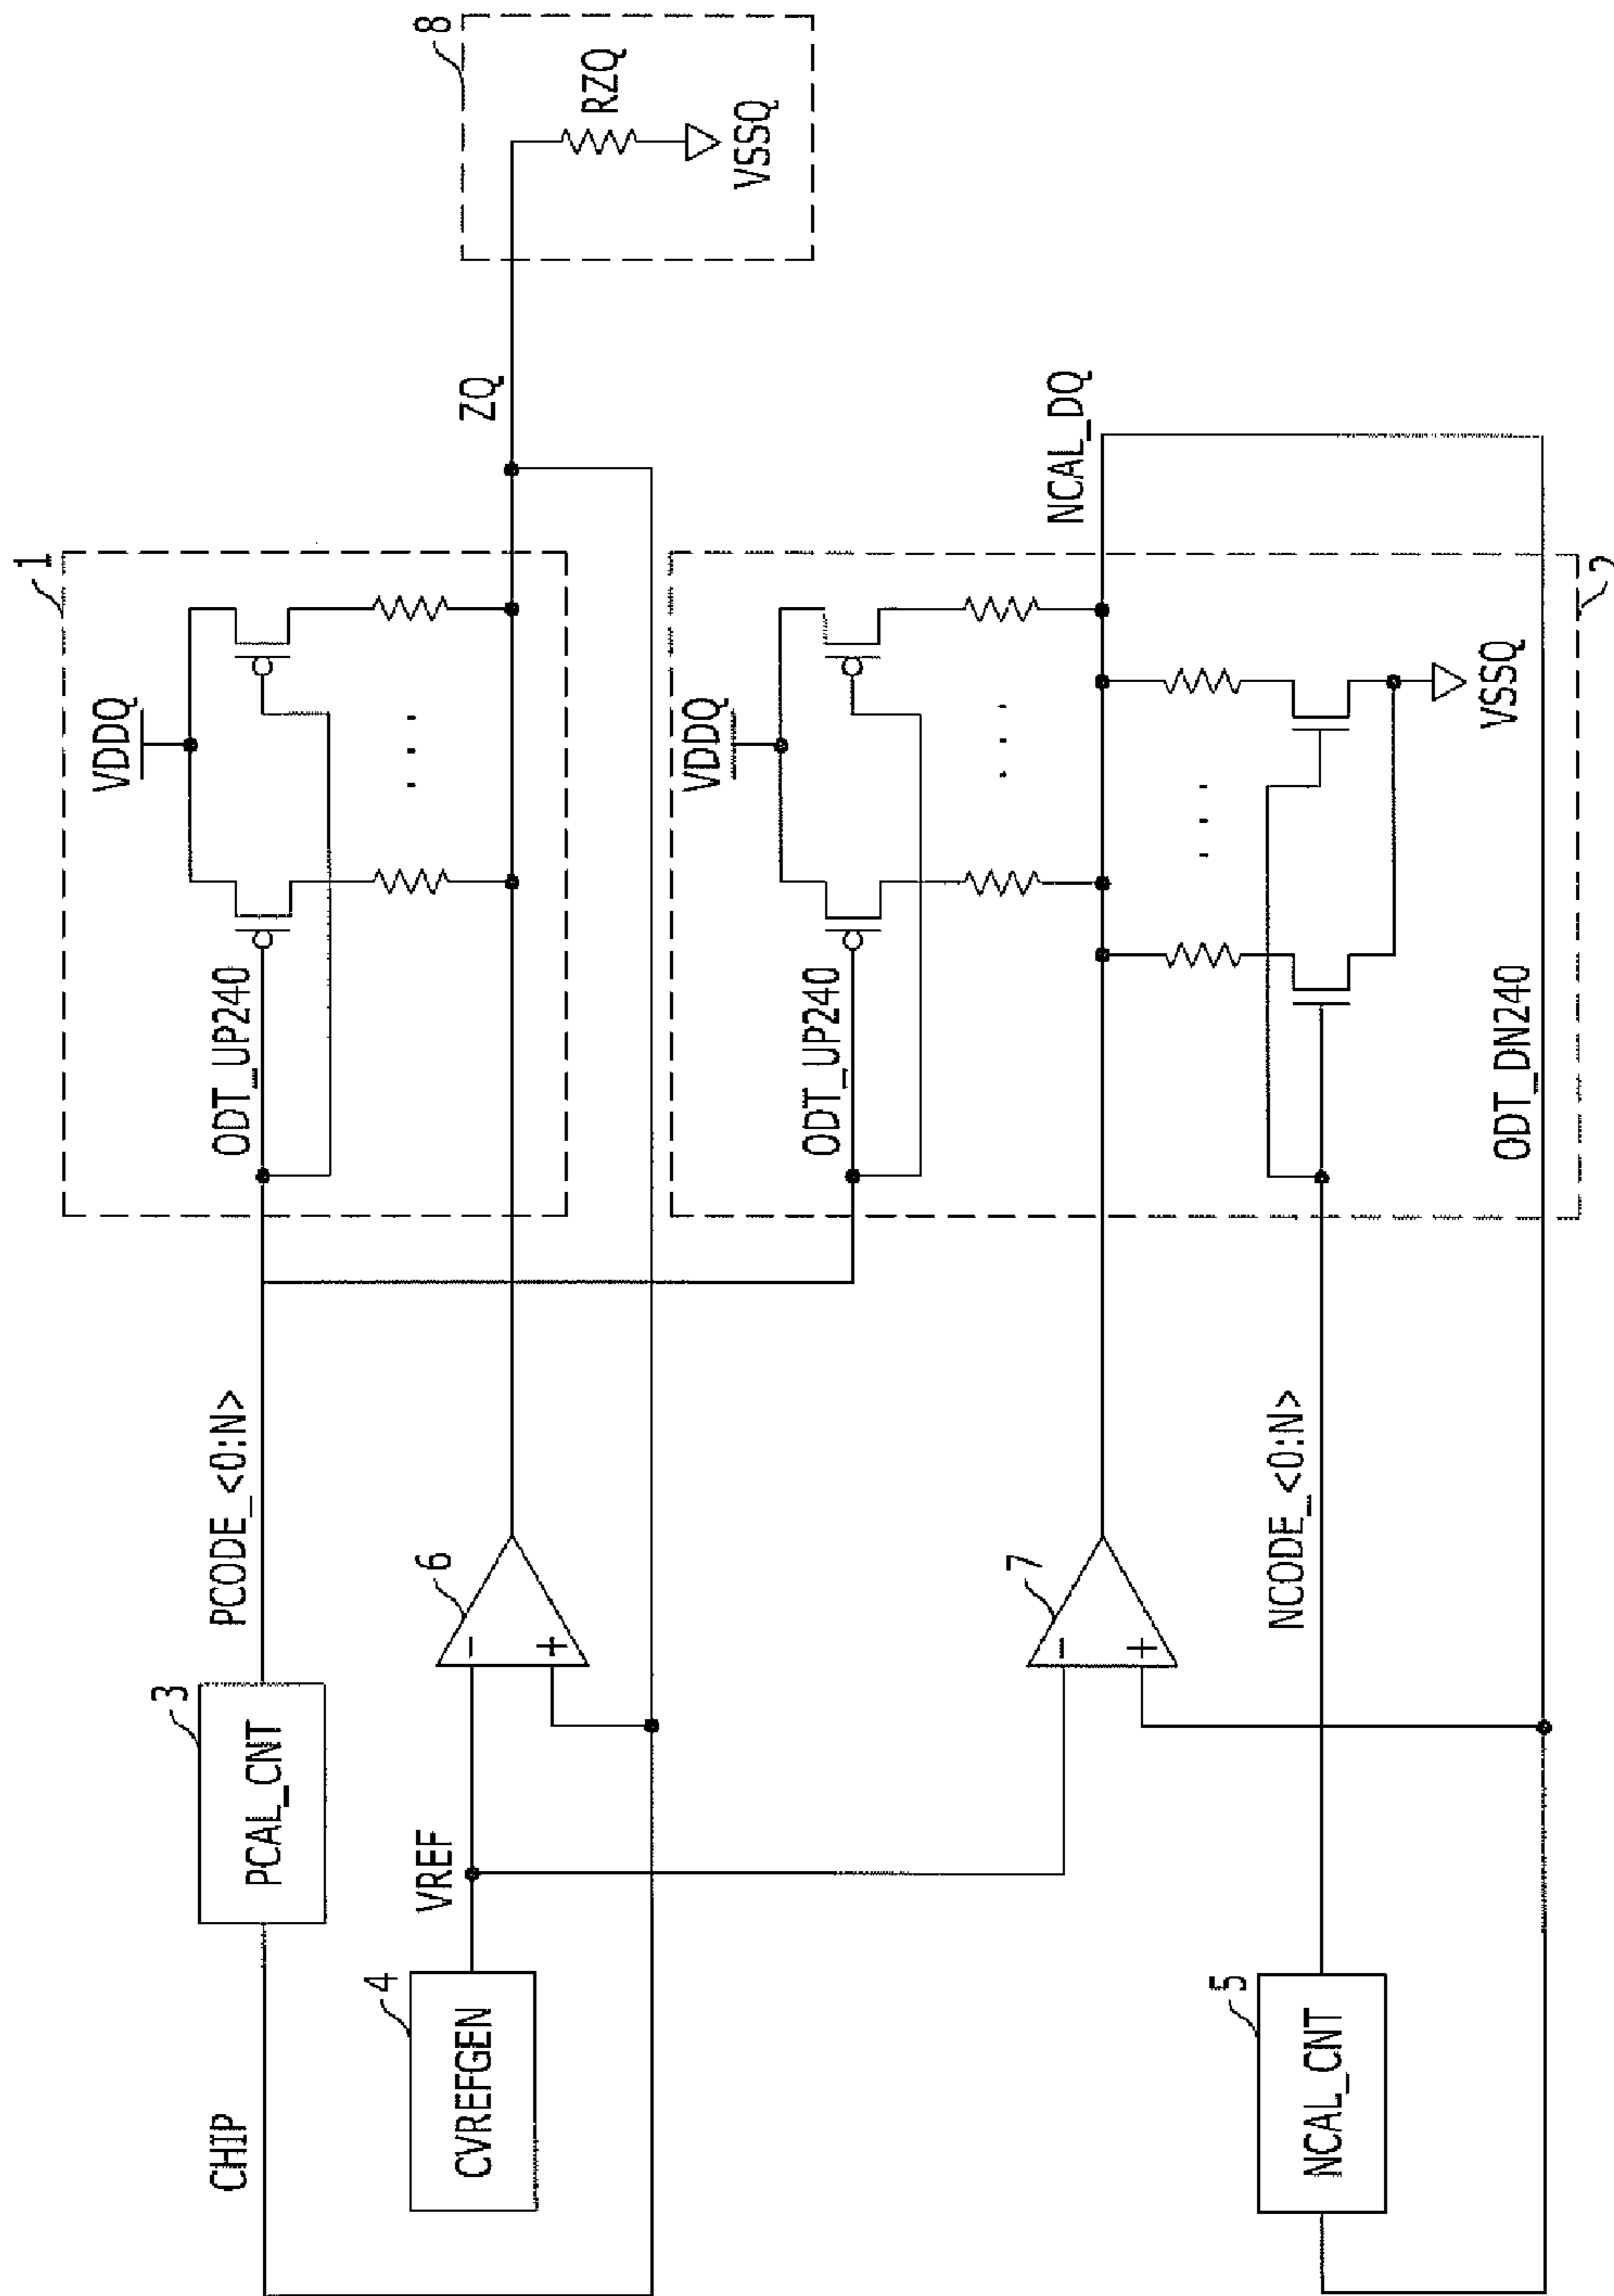 CHIP
3
PCAL_CNT
PCODE_<0:N>
4
CVREFGEN
VREF
6
-
+
1
VDDQ
ODT_UP240
. . .
ZQ
8
RZQ
VSSQ
7
-
+
2
VDDQ
ODT_UP240
. . .
NCAL_DQ
. . .
VSSQ
ODT_DN240
5
NCAL_CNT
NCODE_<0:N>